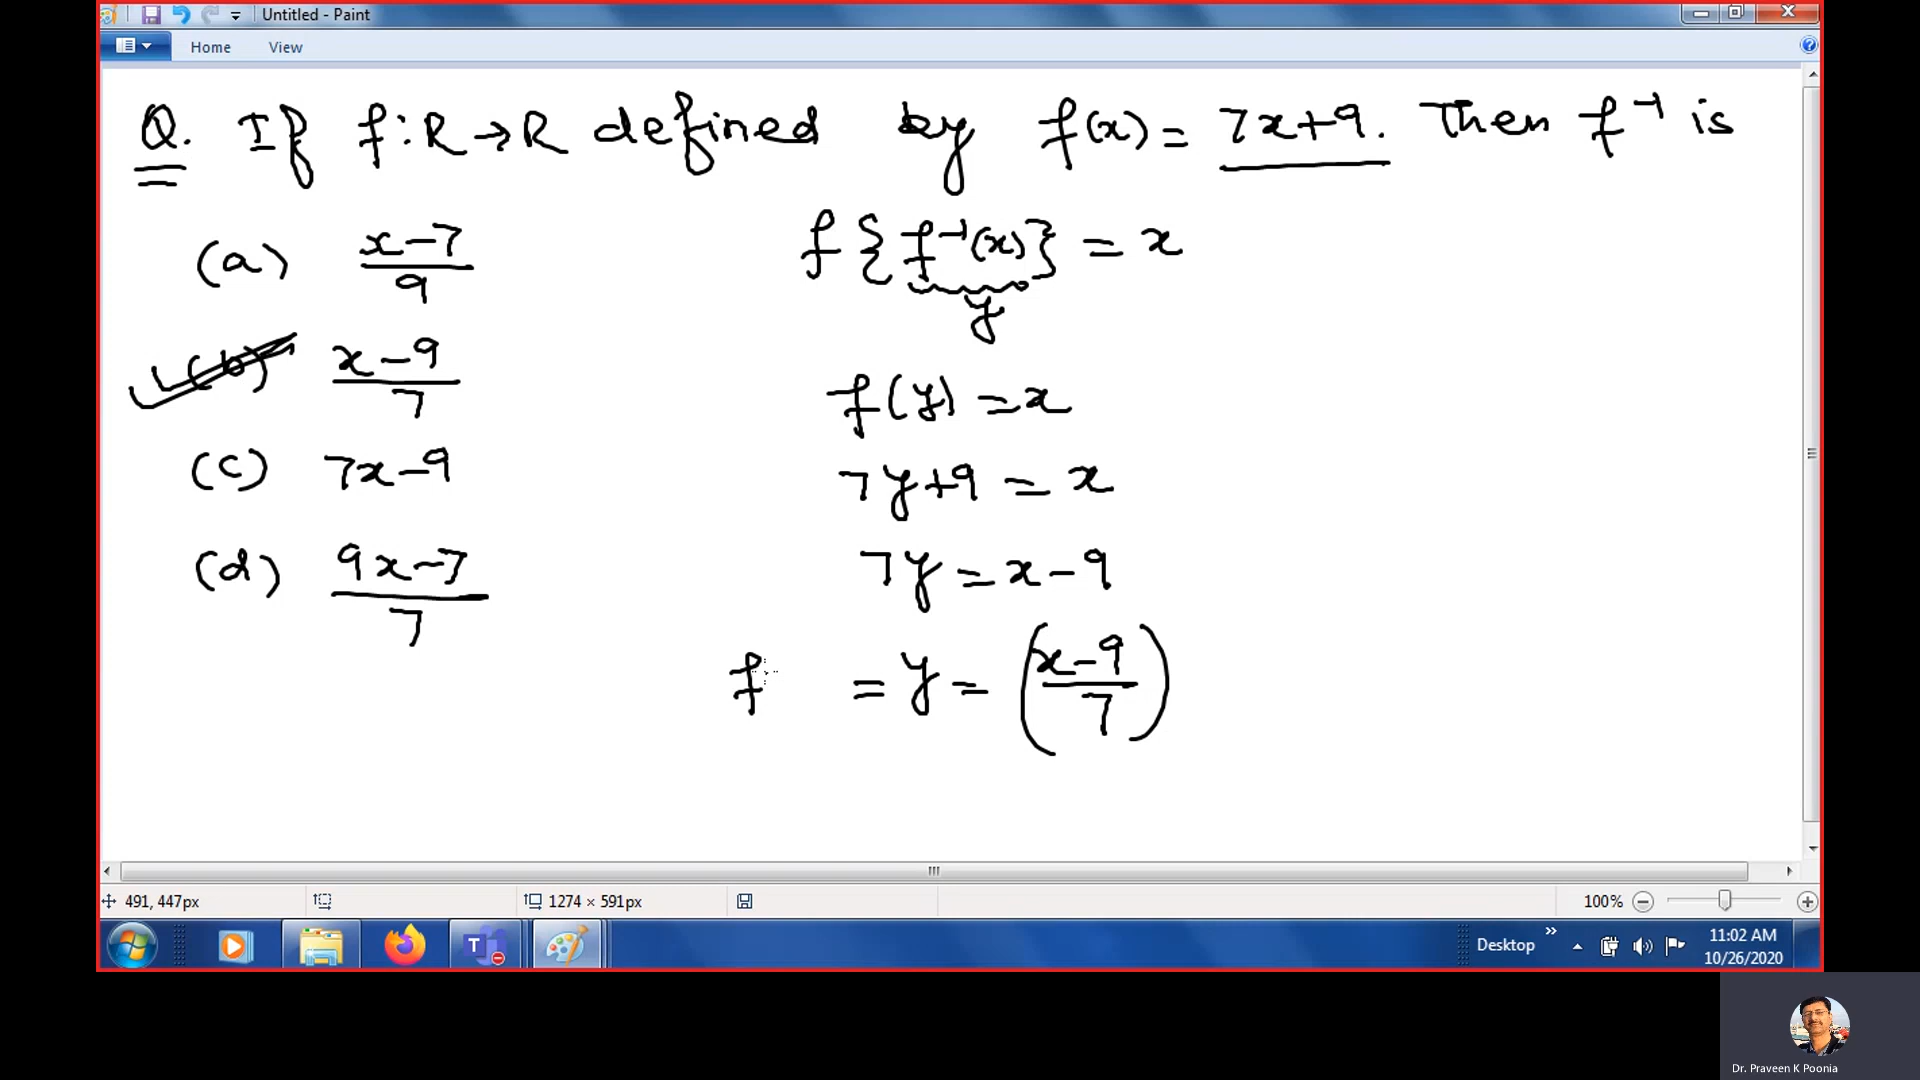 Untitled - Paint
Home View
Q. If f:R→R defined by f(x) = 7x+9. Then f⁻¹ is
(a) (x-7)/9
(b) (x-9)/7
(c) 7x-9
(d) (9x-7)/7
f{f⁻¹(x)} = x
y
f(y) = x
7y+9 = x
7y = x-9
f = y = ((x-9)/7)
491, 447px
1274 × 591px
100%
T
Desktop
»
11:02 AM
10/26/2020
Dr. Praveen K Poonia